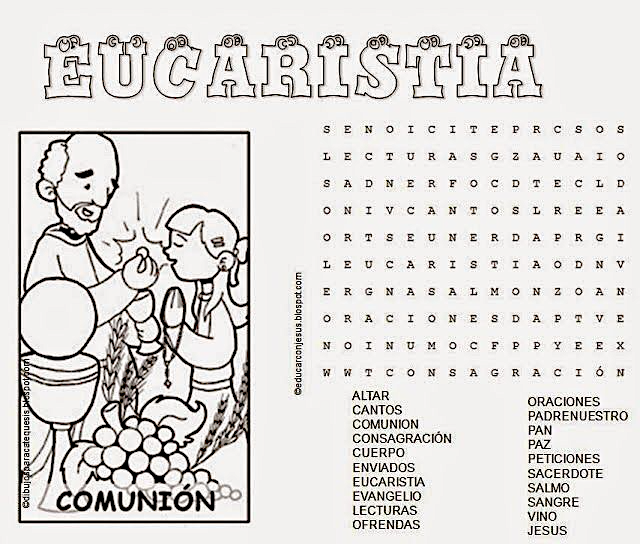 EUCARISTIA
S E N O I C I T E P R C S O S
L E C T U R A S G Z A U A I O
S A D N E R F O C D T E C L D
O N I V C A N T O S L R E E A
O R T S E U N E R D A P R G I
L E U C A R I S T I A O D N V
E R G N A S A L M O N Z O A N
O R A C I O N E S D A P T V E
N O I N U M O C F P P Y E E X
W W T C O N S A G R A C I Ó N
ALTAR
CANTOS
COMUNION
CONSAGRACIÓN
CUERPO
ENVIADOS
EUCARISTIA
EVANGELIO
LECTURAS
OFRENDAS
ORACIONES
PADRENUESTRO
PAN
PAZ
PETICIONES
SACERDOTE
SALMO
SANGRE
VINO
JESUS
COMUNIÓN
©dibujosparacatequesis.blogspot.com
©educarconjesus.blogspot.com